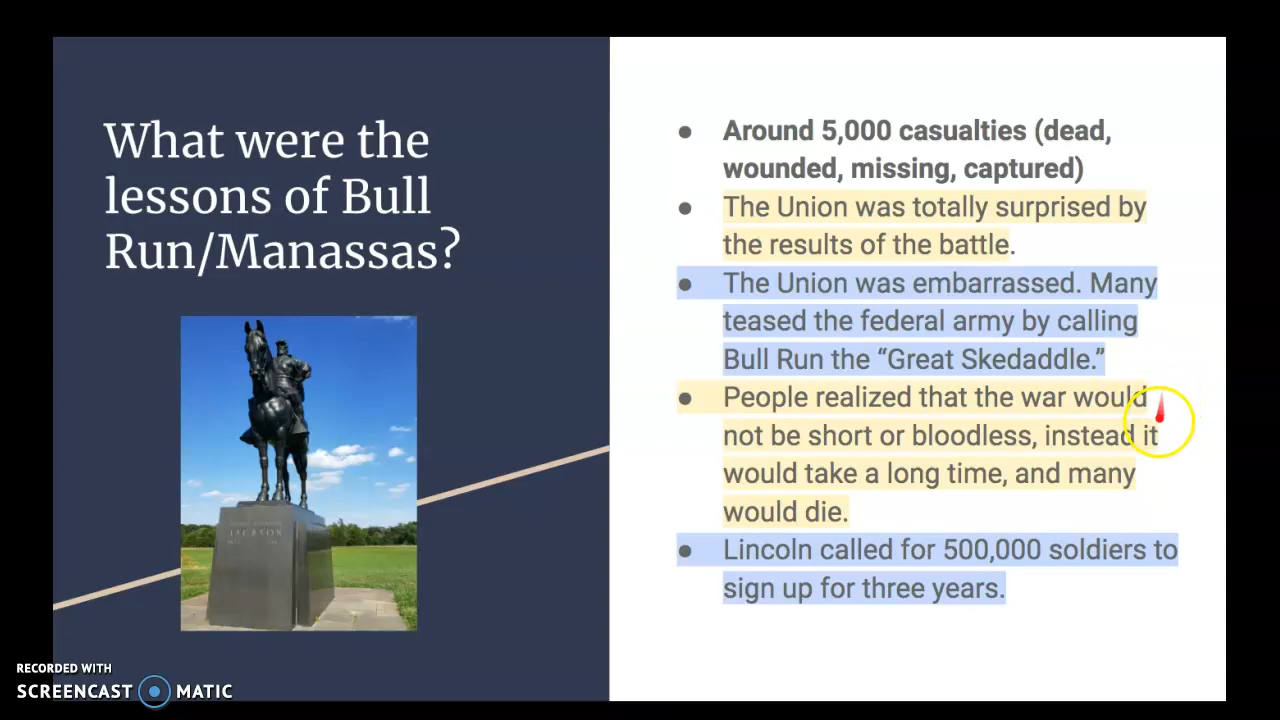 What were the
lessons of Bull
Run/Manassas?
● Around 5,000 casualties (dead,
wounded, missing, captured)
● The Union was totally surprised by
the results of the battle.
● The Union was embarrassed. Many
teased the federal army by calling
Bull Run the “Great Skedaddle.”
● People realized that the war would
not be short or bloodless, instead it
would take a long time, and many
would die.
● Lincoln called for 500,000 soldiers to
sign up for three years.
JACKSON
RECORDED WITH
SCREENCAST MATIC